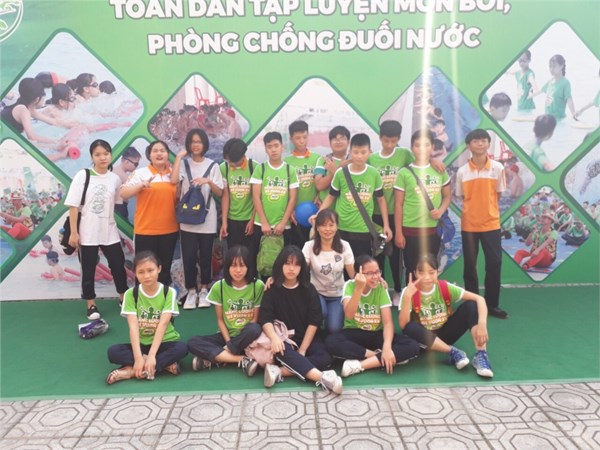 TOÀN DÂN TẬP LUYỆN MÔN BƠI,
PHÒNG CHỐNG ĐUỐI NƯỚC